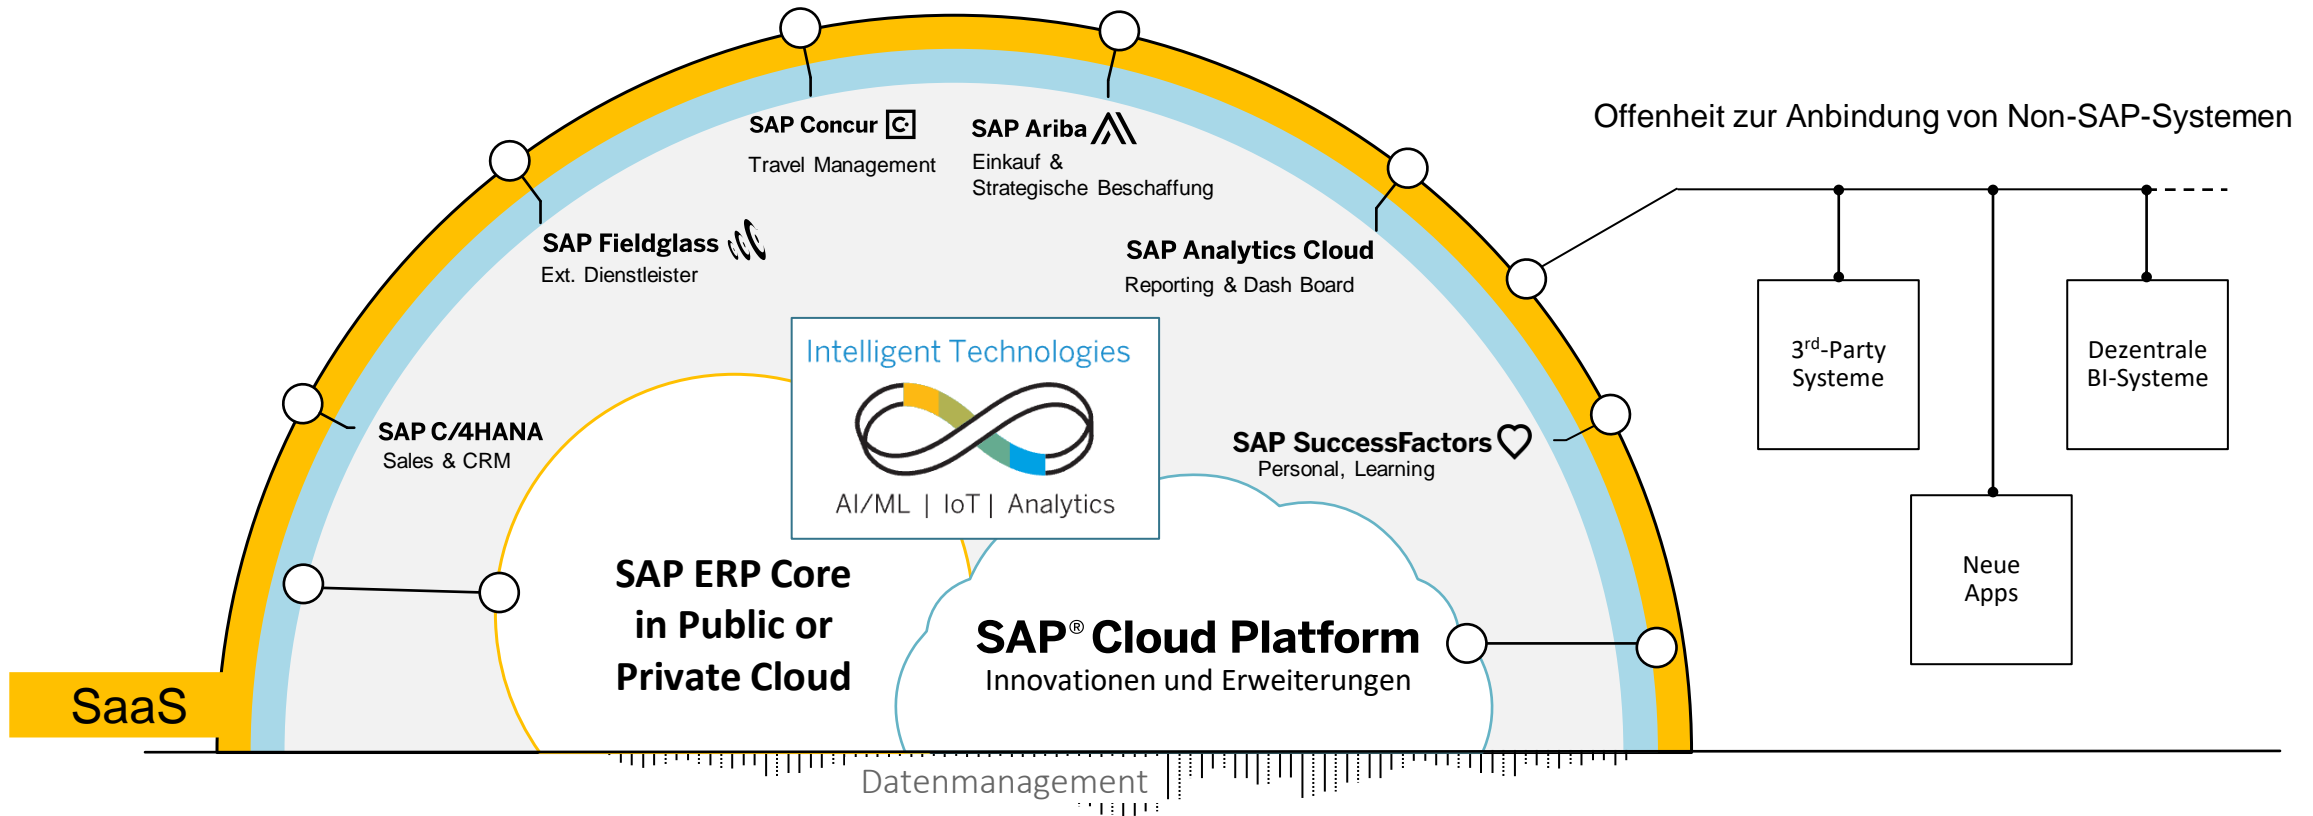 SAP Concur
Travel Management
SAP Ariba
Einkauf &
Strategische Beschaffung
Offenheit zur Anbindung von Non-SAP-Systemen
SAP Fieldglass
Ext. Dienstleister
SAP Analytics Cloud
Reporting & Dash Board
Intelligent Technologies
AI/ML | IoT | Analytics
3rd-Party
Systeme
Dezentrale
BI-Systeme
SAP C/4HANA
Sales & CRM
SAP SuccessFactors
Personal, Learning
SAP ERP Core
in Public or
Private Cloud
SAP® Cloud Platform
Innovationen und Erweiterungen
Neue
Apps
SaaS
Datenmanagement